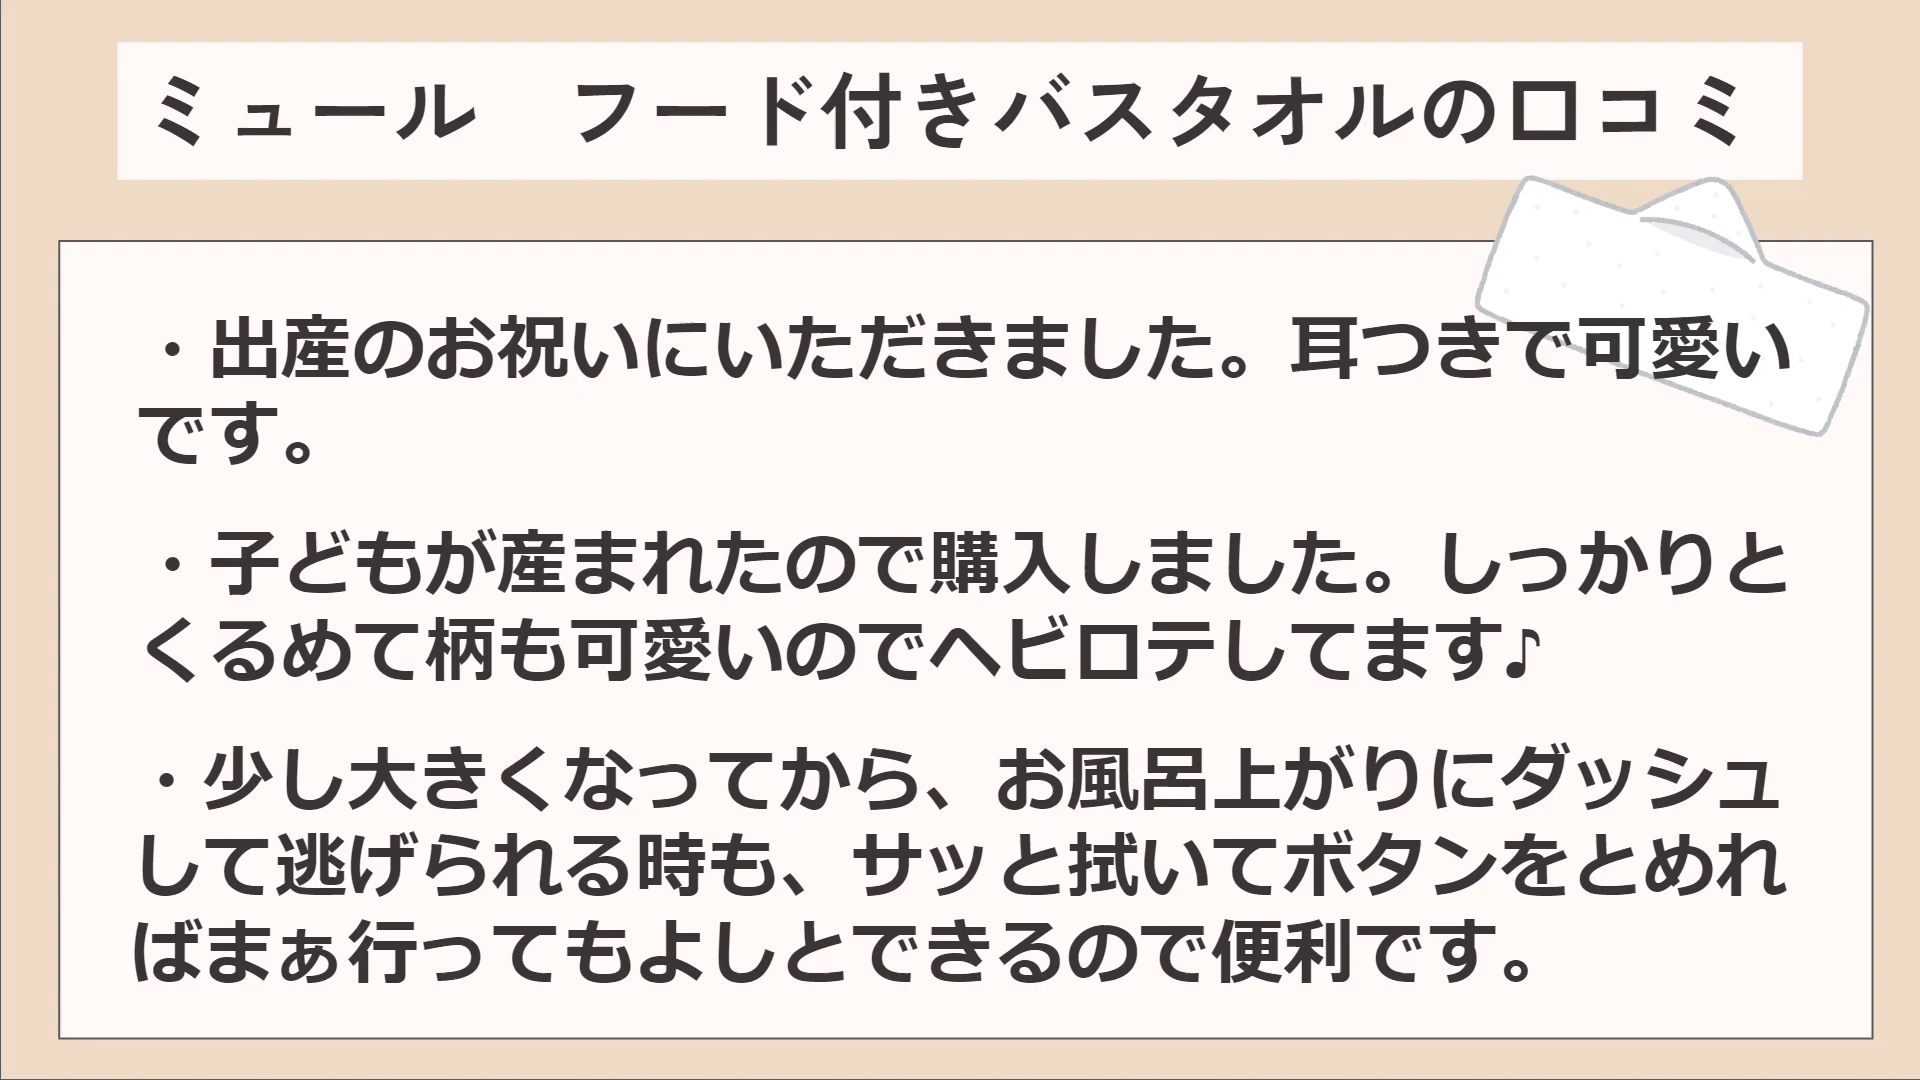 ミュール　フード付きバスタオルの口コミ
・出産のお祝いにいただきました。耳つきで可愛い
です。
・子どもが産まれたので購入しました。しっかりと
くるめて柄も可愛いのでヘビロテしてます♪
・少し大きくなってから、お風呂上がりにダッシュ
して逃げられる時も、サッと拭いてボタンをとめれ
ばまぁ行ってもよしとできるので便利です。